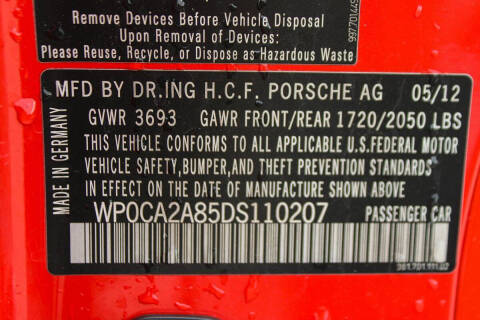 Remove Devices Before Vehicle Disposal
Upon Removal of Devices:
Please Reuse, Recycle, or Dispose as Hazardous Waste
MFD BY DR.ING H.C.F. PORSCHE AG 05/12
GVWR 3693 GAWR FRONT/REAR 1720/2050 LBS
THIS VEHICLE CONFORMS TO ALL APPLICABLE U.S.FEDERAL MOTOR
VEHICLE SAFETY,BUMPER,AND THEFT PREVENTION STANDARDS
IN EFFECT ON THE DATE OF MANUFACTURE SHOWN ABOVE
WP0CA2A85DS110207 PASSENGER CAR
MADE IN GERMANY